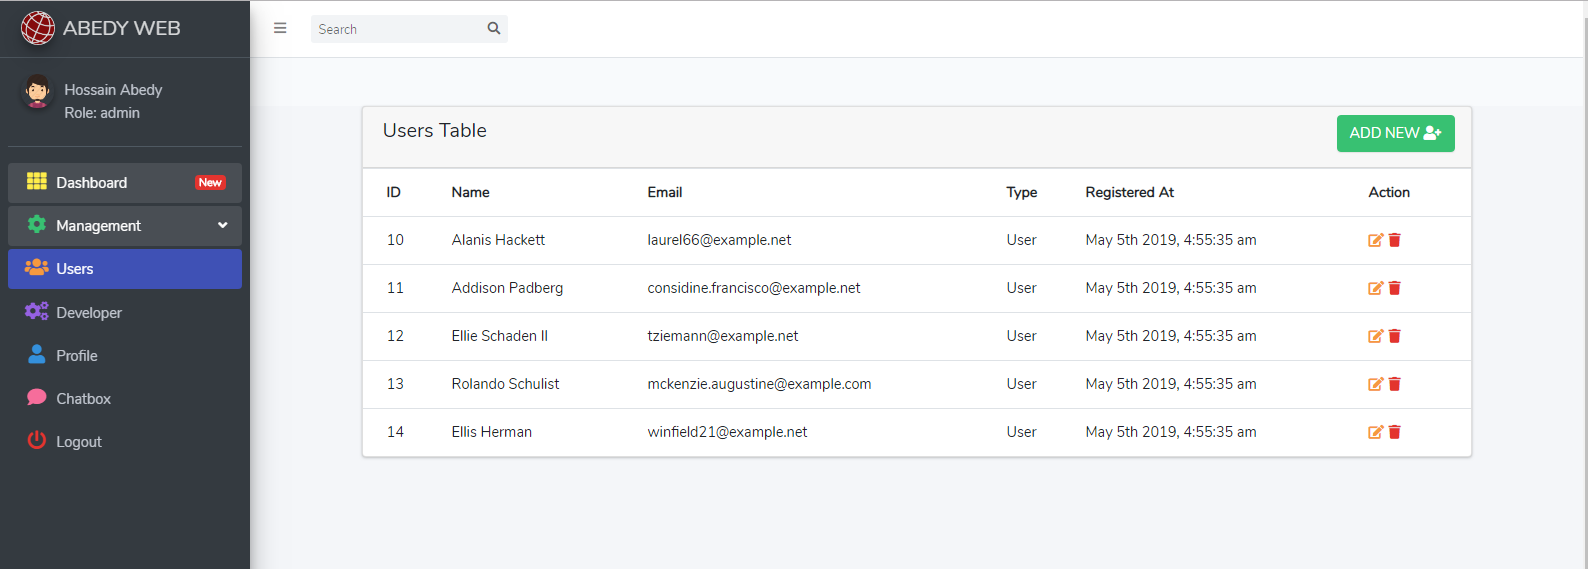 ABEDY WEB
Search
Hossain Abedy
Role: admin
Dashboard New
Management
Users
Developer
Profile
Chatbox
Logout
Users Table
ADD NEW
ID Name Email Type Registered At Action
10 Alanis Hackett laurel66@example.net User May 5th 2019, 4:55:35 am
11 Addison Padberg considine.francisco@example.net User May 5th 2019, 4:55:35 am
12 Ellie Schaden II tziemann@example.net User May 5th 2019, 4:55:35 am
13 Rolando Schulist mckenzie.augustine@example.com User May 5th 2019, 4:55:35 am
14 Ellis Herman winfield21@example.net User May 5th 2019, 4:55:35 am